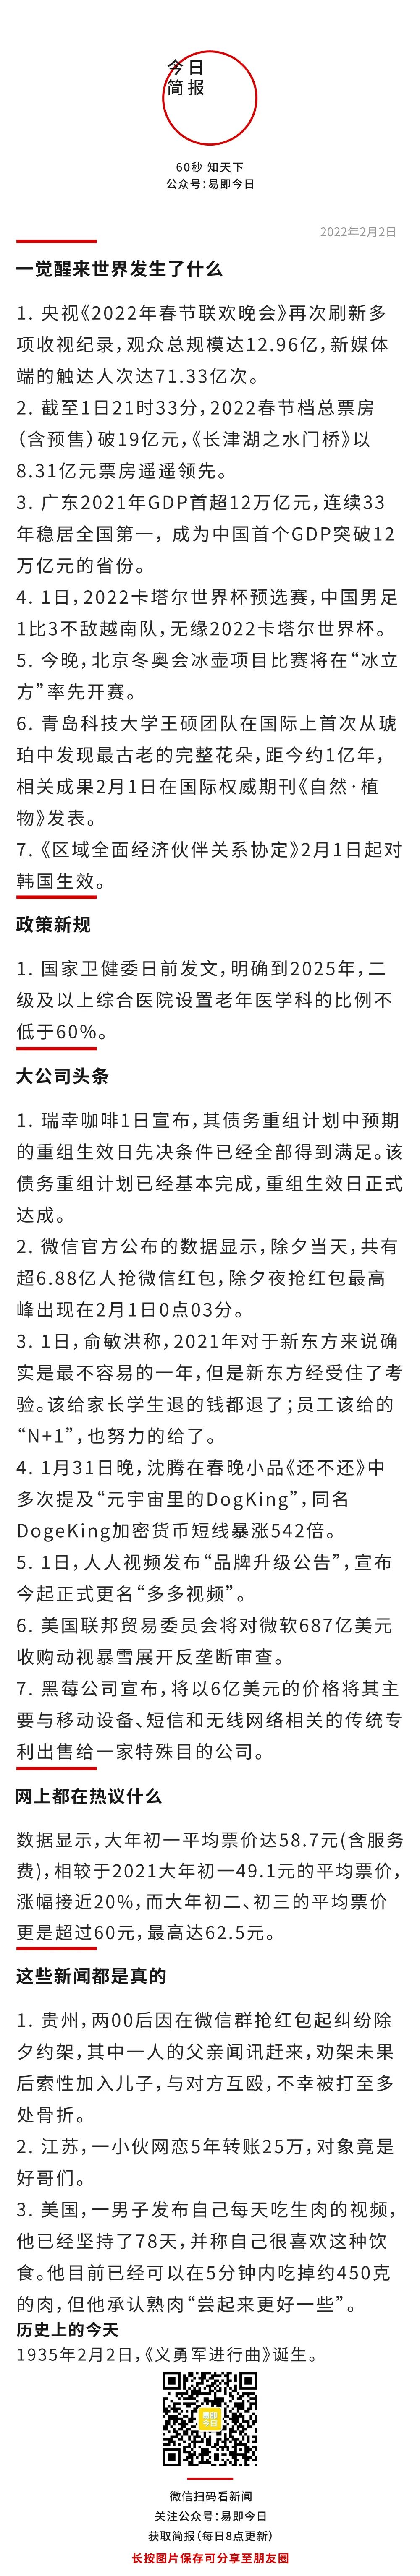 今日
简报
60秒 知天下
公众号：易即今日
2022年2月2日
一觉醒来世界发生了什么
1. 央视《2022年春节联欢晚会》再次刷新多
项收视纪录，观众总规模达12.96亿，新媒体
端的触达人次达71.33亿次。
2. 截至1日21时33分，2022春节档总票房
（含预售）破19亿元，《长津湖之水门桥》以
8.31亿元票房遥遥领先。
3. 广东2021年GDP首超12万亿元，连续33
年稳居全国第一，成为中国首个GDP突破12
万亿元的省份。
4. 1日，2022卡塔尔世界杯预选赛，中国男足
1比3不敌越南队，无缘2022卡塔尔世界杯。
5. 今晚，北京冬奥会冰壶项目比赛将在“冰立
方”率先开赛。
6. 青岛科技大学王硕团队在国际上首次从琥
珀中发现最古老的完整花朵，距今约1亿年，
相关成果2月1日在国际权威期刊《自然·植
物》发表。
7.《区域全面经济伙伴关系协定》2月1日起对
韩国生效。
政策新规
1. 国家卫健委日前发文，明确到2025年，二
级及以上综合医院设置老年医学科的比例不
低于60%。
大公司头条
1. 瑞幸咖啡1日宣布，其债务重组计划中预期
的重组生效日先决条件已经全部得到满足。该
债务重组计划已经基本完成，重组生效日正式
达成。
2. 微信官方公布的数据显示，除夕当天，共有
超6.88亿人抢微信红包，除夕夜抢红包最高
峰出现在2月1日0点03分。
3. 1日，俞敏洪称，2021年对于新东方来说确
实是最不容易的一年，但是新东方经受住了考
验。该给家长学生退的钱都退了；员工该给的
“N+1”，也努力的给了。
4. 1月31日晚，沈腾在春晚小品《还不还》中
多次提及“元宇宙里的DogKing”，同名
DogeKing加密货币短线暴涨542倍。
5. 1日，人人视频发布“品牌升级公告”，宣布
今起正式更名“多多视频”。
6. 美国联邦贸易委员会将对微软687亿美元
收购动视暴雪展开反垄断审查。
7. 黑莓公司宣布，将以6亿美元的价格将其主
要与移动设备、短信和无线网络相关的传统专
利出售给一家特殊目的公司。
网上都在热议什么
数据显示，大年初一平均票价达58.7元(含服务
费)，相较于2021大年初一49.1元的平均票价，
涨幅接近20%，而大年初二、初三的平均票价
更是超过60元，最高达62.5元。
这些新闻都是真的
1. 贵州，两00后因在微信群抢红包起纠纷除
夕约架，其中一人的父亲闻讯赶来，劝架未果
后索性加入儿子，与对方互殴，不幸被打至多
处骨折。
2. 江苏，一小伙网恋5年转账25万，对象竟是
好哥们。
3. 美国，一男子发布自己每天吃生肉的视频，
他已经坚持了78天，并称自己很喜欢这种饮
食。他目前已经可以在5分钟内吃掉约450克
的肉，但他承认熟肉“尝起来更好一些”。
历史上的今天
1935年2月2日，《义勇军进行曲》诞生。
易即
今日
微信扫码看新闻
关注公众号：易即今日
获取简报（每日8点更新）
长按图片保存可分享至朋友圈